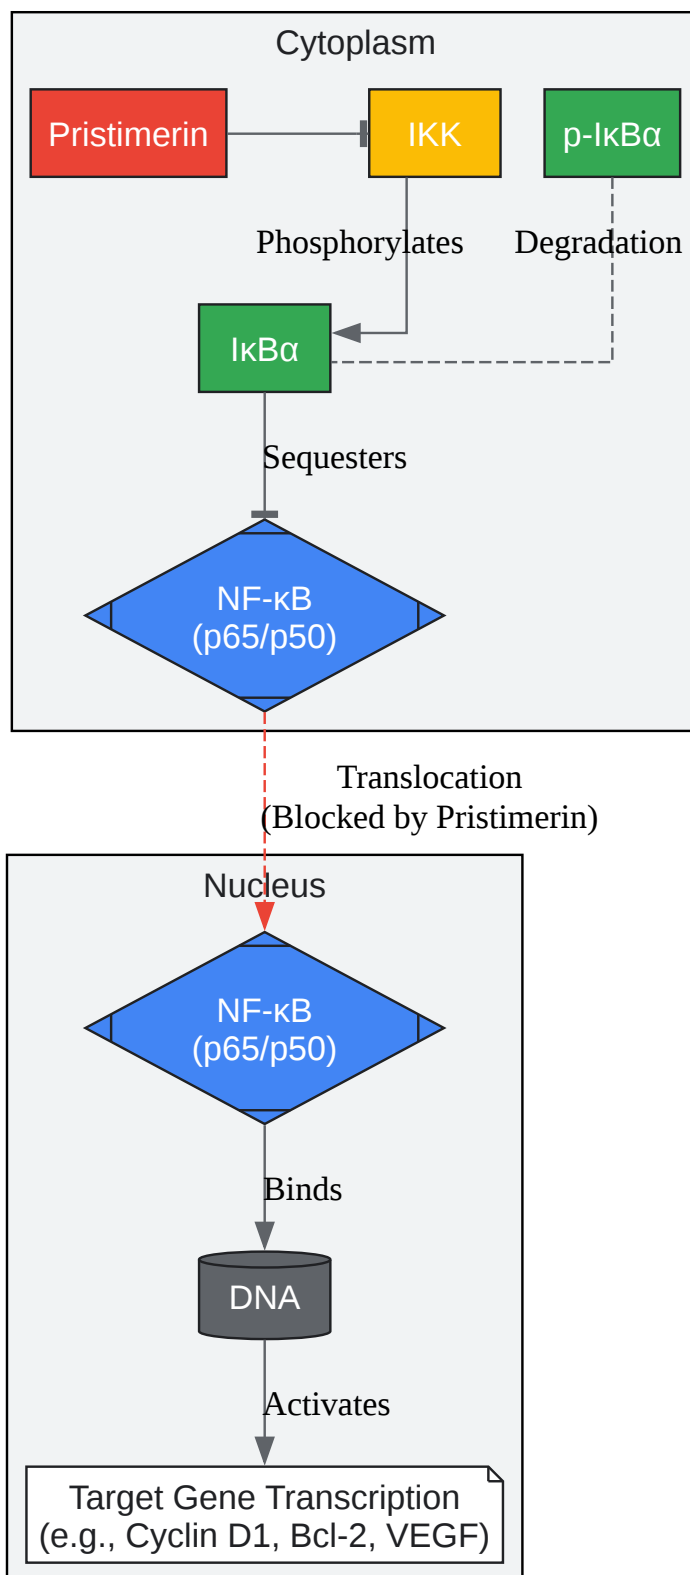 Cytoplasm
Pristimerin
IKK
p-IκBα
Phosphorylates
Degradation
IκBα
Sequesters
NF-κB
(p65/p50)
Translocation
(Blocked by Pristimerin)
Nucleus
NF-κB
(p65/p50)
Binds
DNA
Activates
Target Gene Transcription
(e.g., Cyclin D1, Bcl-2, VEGF)